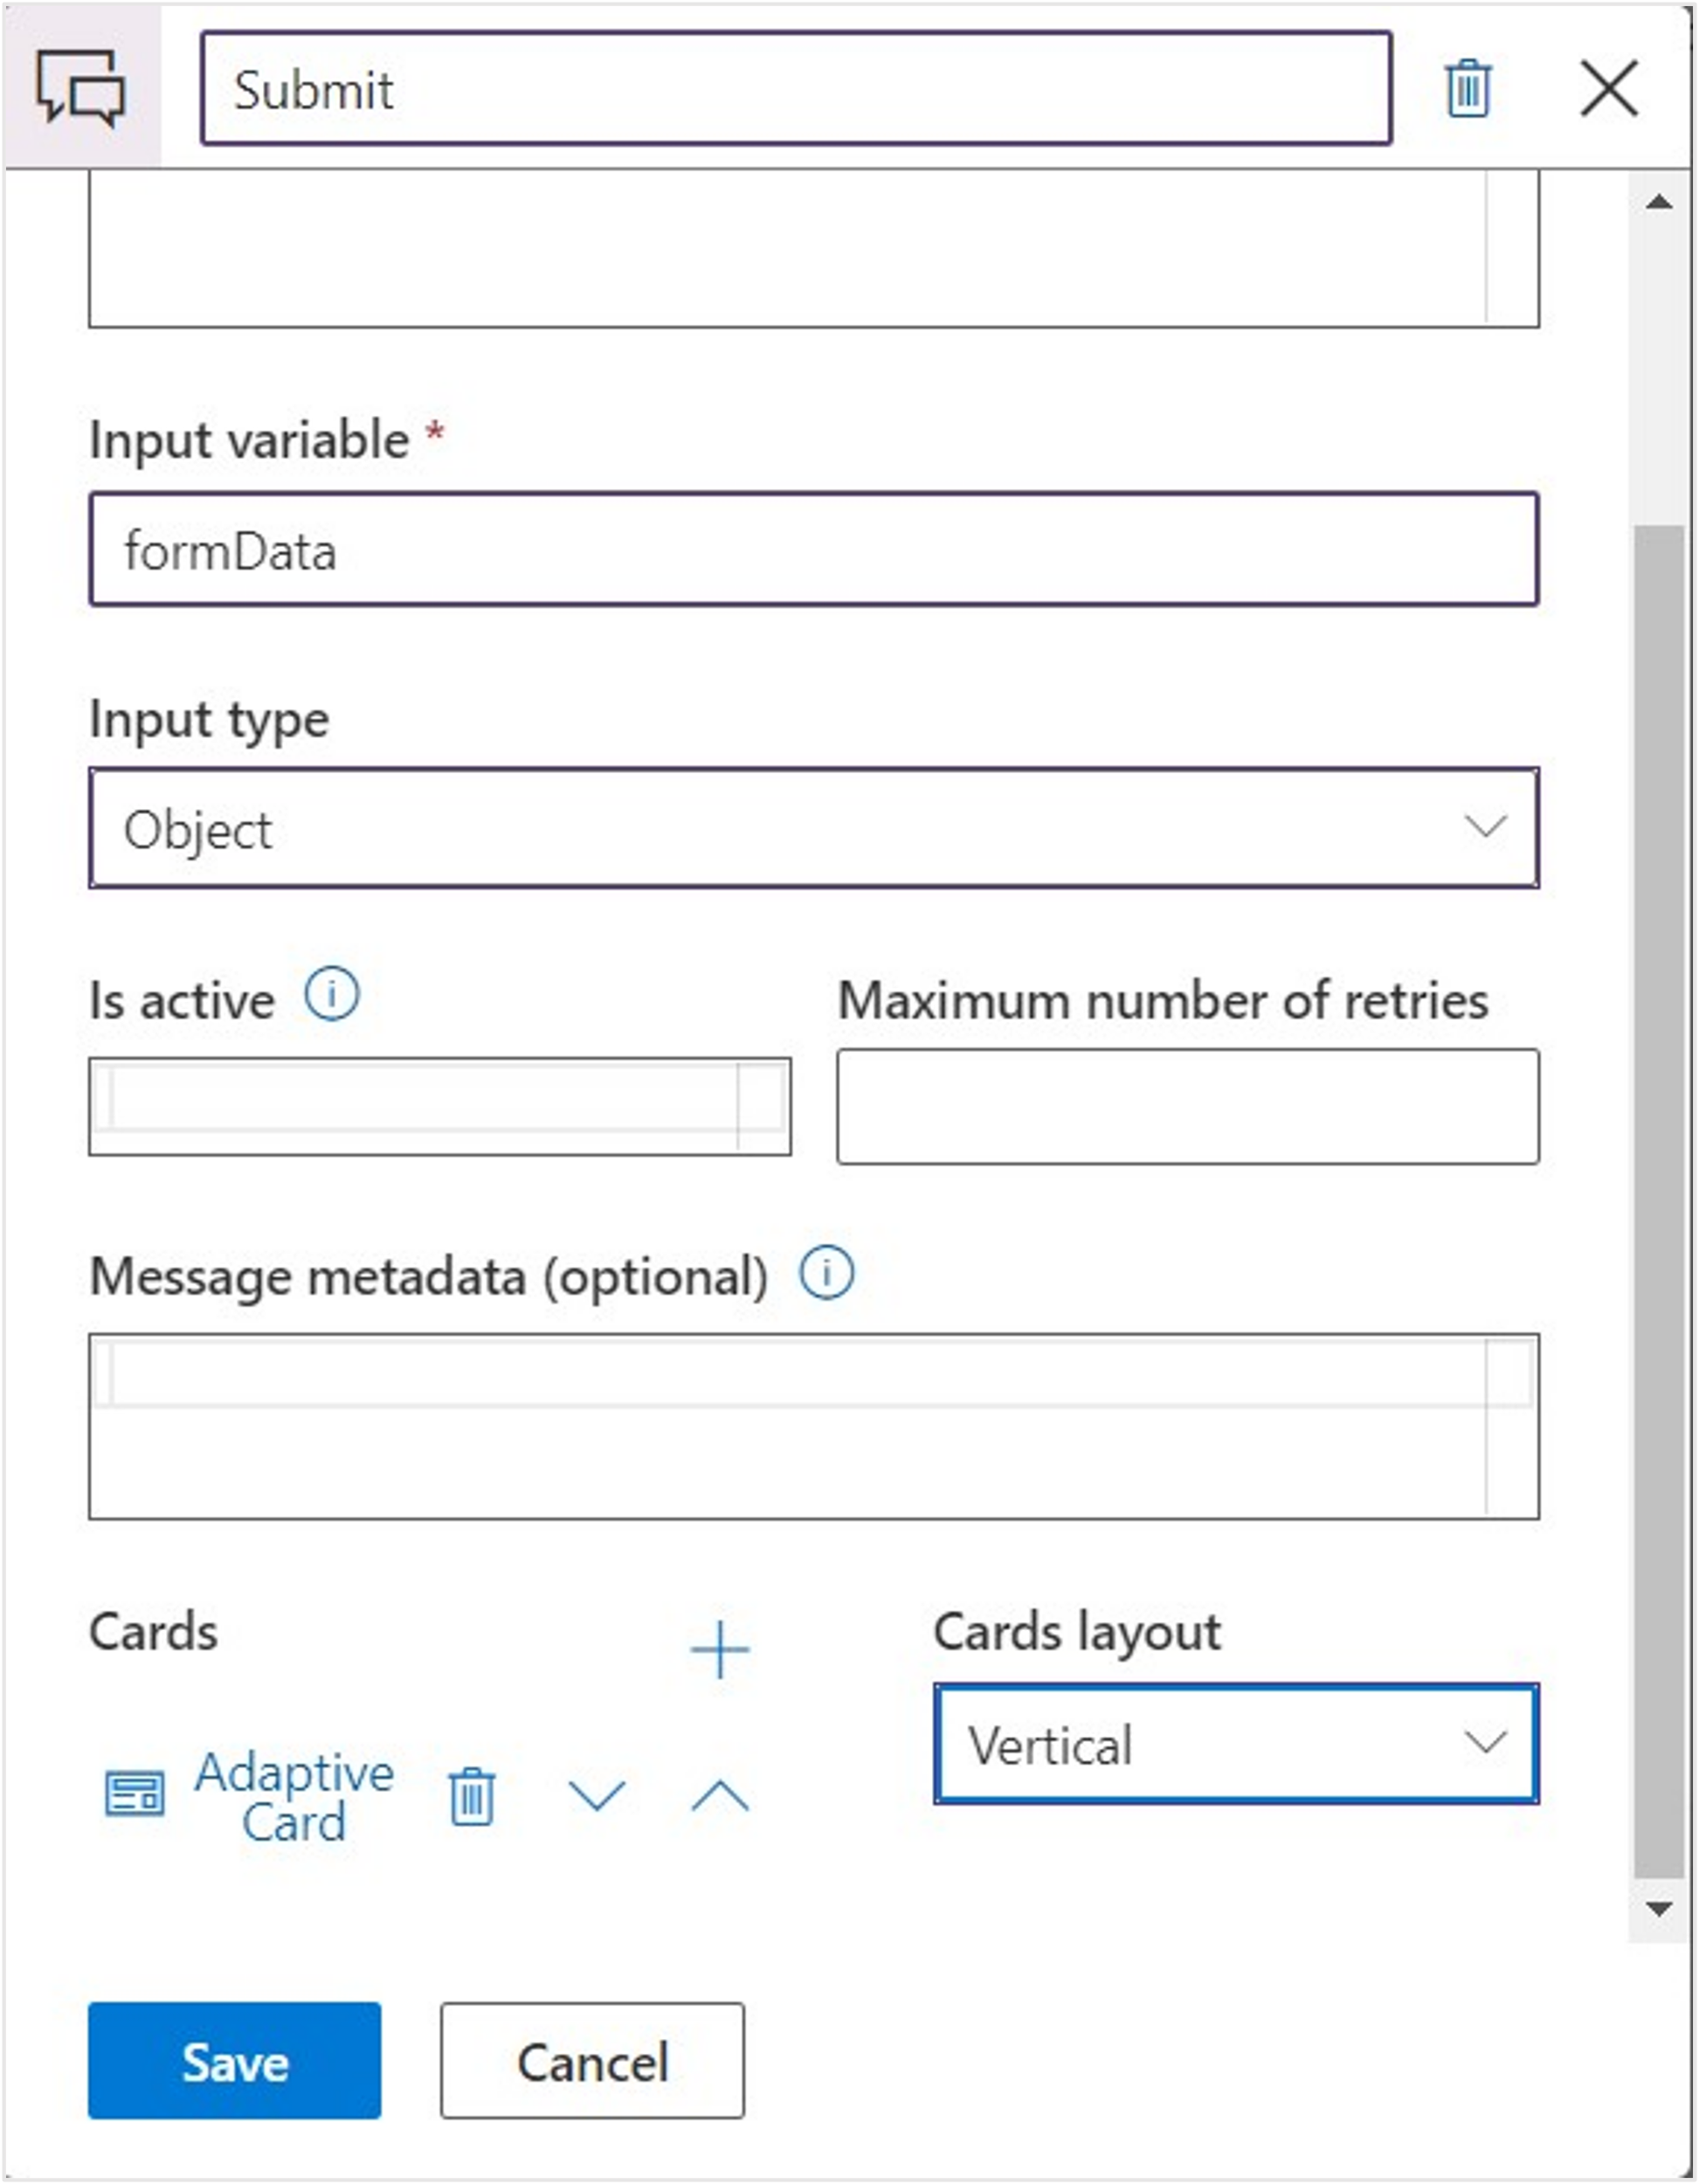 Submit
Input variable *
formData
Input type
Object
Is active
Maximum number of retries
Message metadata (optional)
Cards
Cards layout
Vertical
Adaptive
Card
Save
Cancel